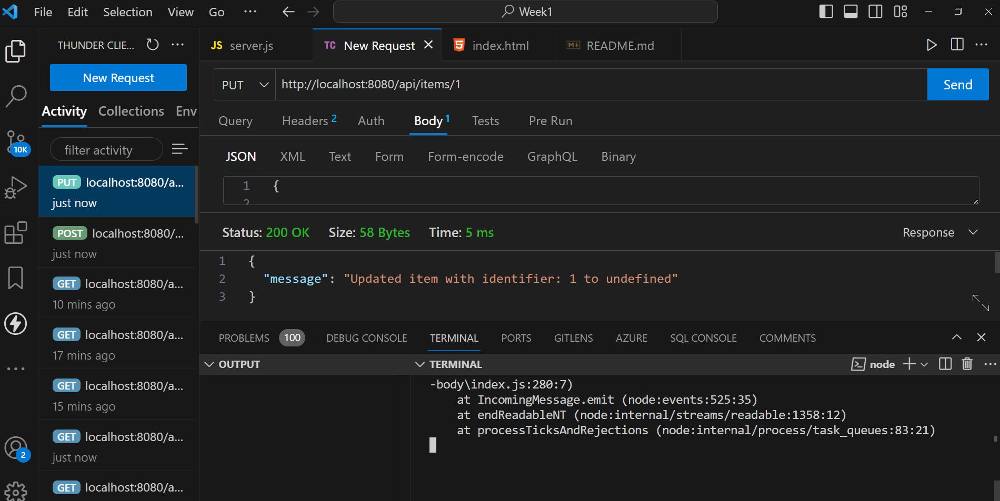 File Edit Selection View Go ··· Week1
THUNDER CLIE... ···
New Request
Activity Collections Env
filter activity
10K
PUT localhost:8080/a...
just now
POST localhost:8080/...
just now
GET localhost:8080/a...
10 mins ago
GET localhost:8080/a...
17 mins ago
GET localhost:8080/a...
15 mins ago
GET localhost:8080/a...
just now
2
GET localhost:8080/a...
JS server.js TC New Request index.html README.md ···
PUT http://localhost:8080/api/items/1 Send
Query Headers 2 Auth Body 1 Tests Pre Run
JSON XML Text Form Form-encode GraphQL Binary
1 {
2
Status: 200 OK Size: 58 Bytes Time: 5 ms Response
1 {
2 "message": "Updated item with identifier: 1 to undefined"
3 }
PROBLEMS 100 DEBUG CONSOLE TERMINAL PORTS GITLENS AZURE SQL CONSOLE COMMENTS
OUTPUT TERMINAL node ···
-body\index.js:280:7)
at IncomingMessage.emit (node:events:525:35)
at endReadableNT (node:internal/streams/readable:1358:12)
at processTicksAndRejections (node:internal/process/task_queues:83:21)